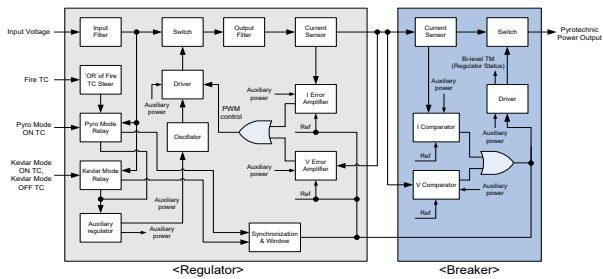 Input Voltage
Input
Filter
Switch
Output
Filter
Current
Sensor
Current
Sensor
Switch
Pyrotechnic
Power Output
Fire TC
'OR' of Fire
TC Steer
Driver
Auxiliary
power
PWM
control
I Error
Amplifier
Auxiliary
power
Ref
Bi-level TM
(Regulator Status)
Auxiliary
power
Driver
Auxiliary
power
Pyro Mode
ON TC
Pyro Mode
Relay
Oscillator
I Comparator
Ref
Kevlar Mode
ON TC,
Kevlar Mode
OFF TC
Kevlar Mode
Relay
V Error
Amplifier
Auxiliary
power
Ref
V Comparator
Auxiliary
power
Ref
Auxiliary
regulator
Auxiliary
power
Auxiliary
power
Synchronization
& Window
<Regulator>
<Breaker>